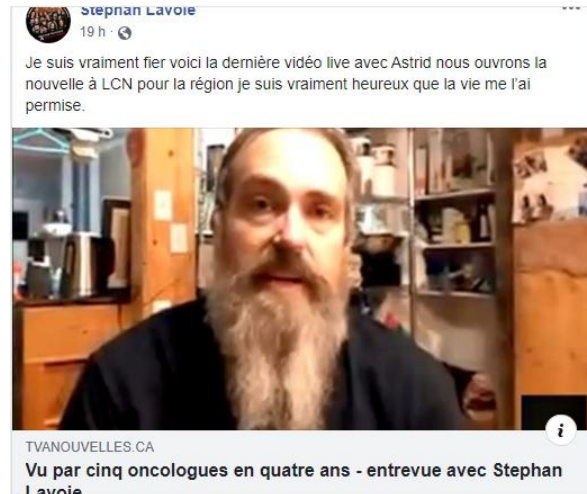 Stephan Lavoie
19 h ·
Je suis vraiment fier voici la dernière vidéo live avec Astrid nous ouvrons la
nouvelle à LCN pour la région je suis vraiment heureux que la vie me l'ai
permise.
i
TVANOUVELLES.CA
Vu par cinq oncologues en quatre ans - entrevue avec Stephan
Lavoie